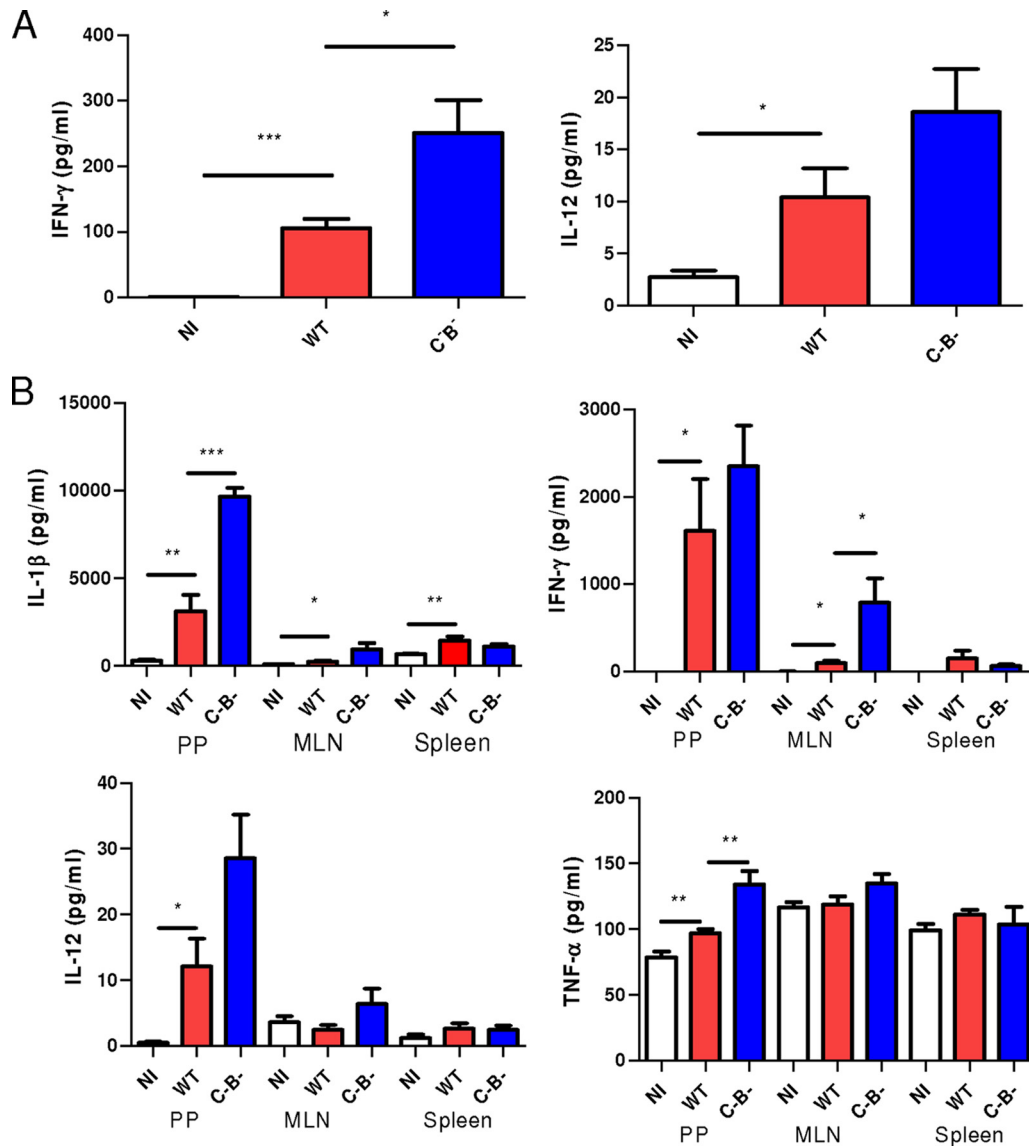 A
IFN-γ (pg/ml)
400
300
200
100
0
***
*
NI
WT
C⁻B⁻
IL-12 (pg/ml)
25
20
15
10
5
0
*
NI
WT
C-B-
B
IL-1β (pg/ml)
15000
10000
5000
0
**
***
*
**
NI
WT
C-B-
NI
WT
C-B-
NI
WT
C-B-
PP
MLN
Spleen
IFN-γ (pg/ml)
3000
2000
1000
0
*
*
*
NI
WT
C-B-
NI
WT
C-B-
NI
WT
C-B-
PP
MLN
Spleen
IL-12 (pg/ml)
40
30
20
10
0
*
NI
WT
C-B-
NI
WT
C-B-
NI
WT
C-B-
PP
MLN
Spleen
TNF-α (pg/ml)
200
150
100
50
0
**
**
NI
WT
C-B-
NI
WT
C-B-
NI
WT
C-B-
PP
MLN
Spleen